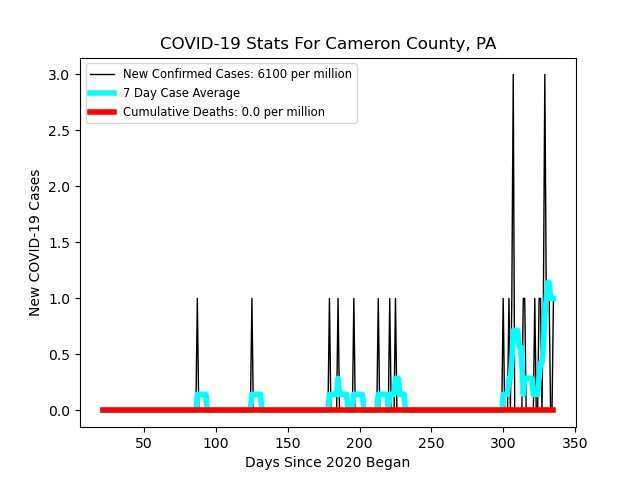 COVID-19 Stats For Cameron County, PA
New Confirmed Cases: 6100 per million
7 Day Case Average
Cumulative Deaths: 0.0 per million
New COVID-19 Cases
3.0
2.5
2.0
1.5
1.0
0.5
0.0
50 100 150 200 250 300 350
Days Since 2020 Began